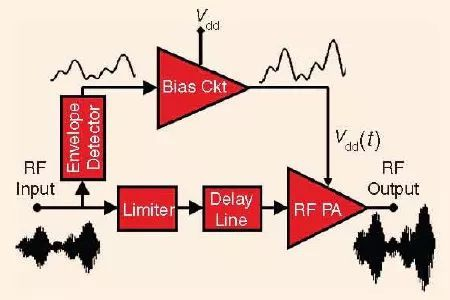 Vdd
Bias Ckt
Envelope
Detector
Vdd(t)
RF
Input
RF
Output
Limiter
Delay
Line
RF PA